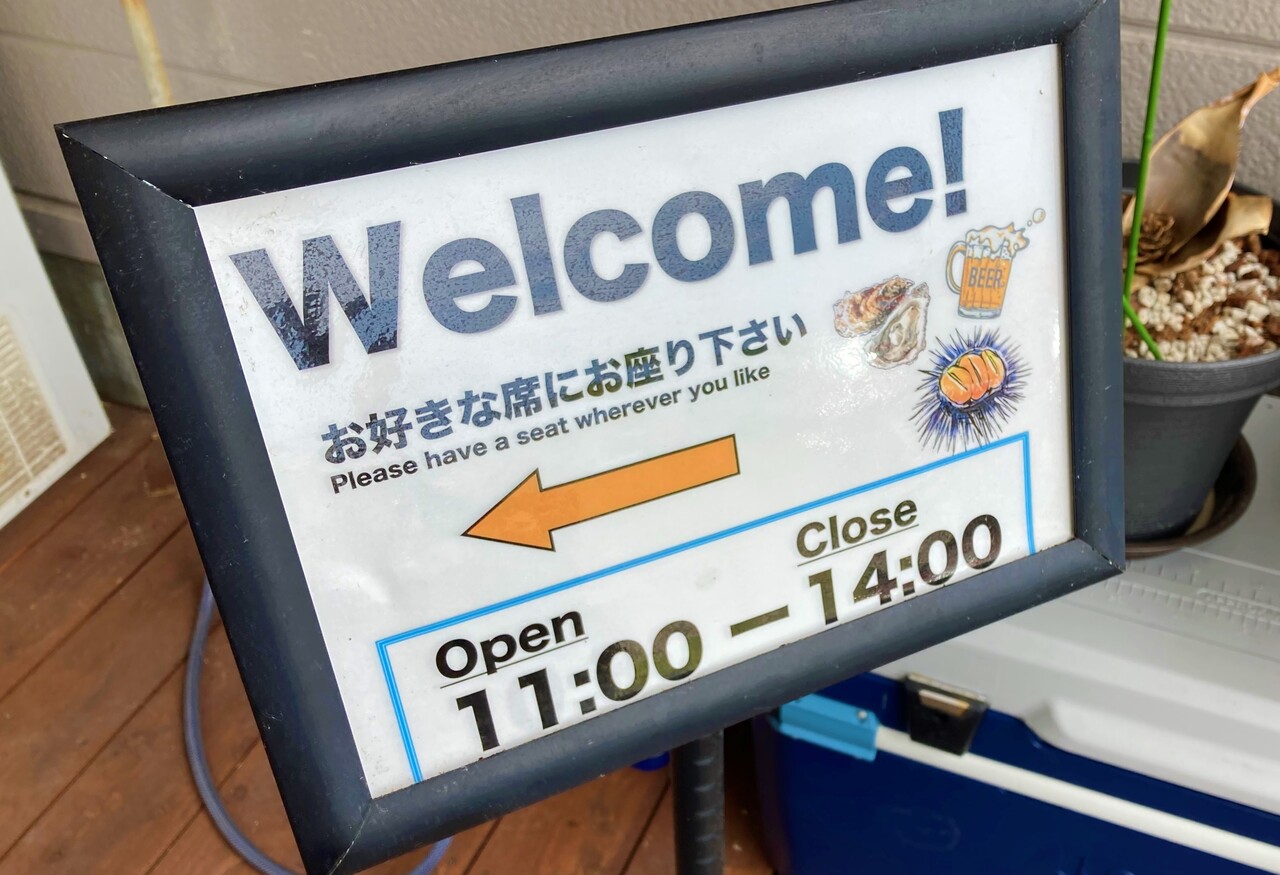 Welcome!
お好きな席にお座り下さい
Please have a seat wherever you like
BEER
Open
Close
11:00 — 14:00